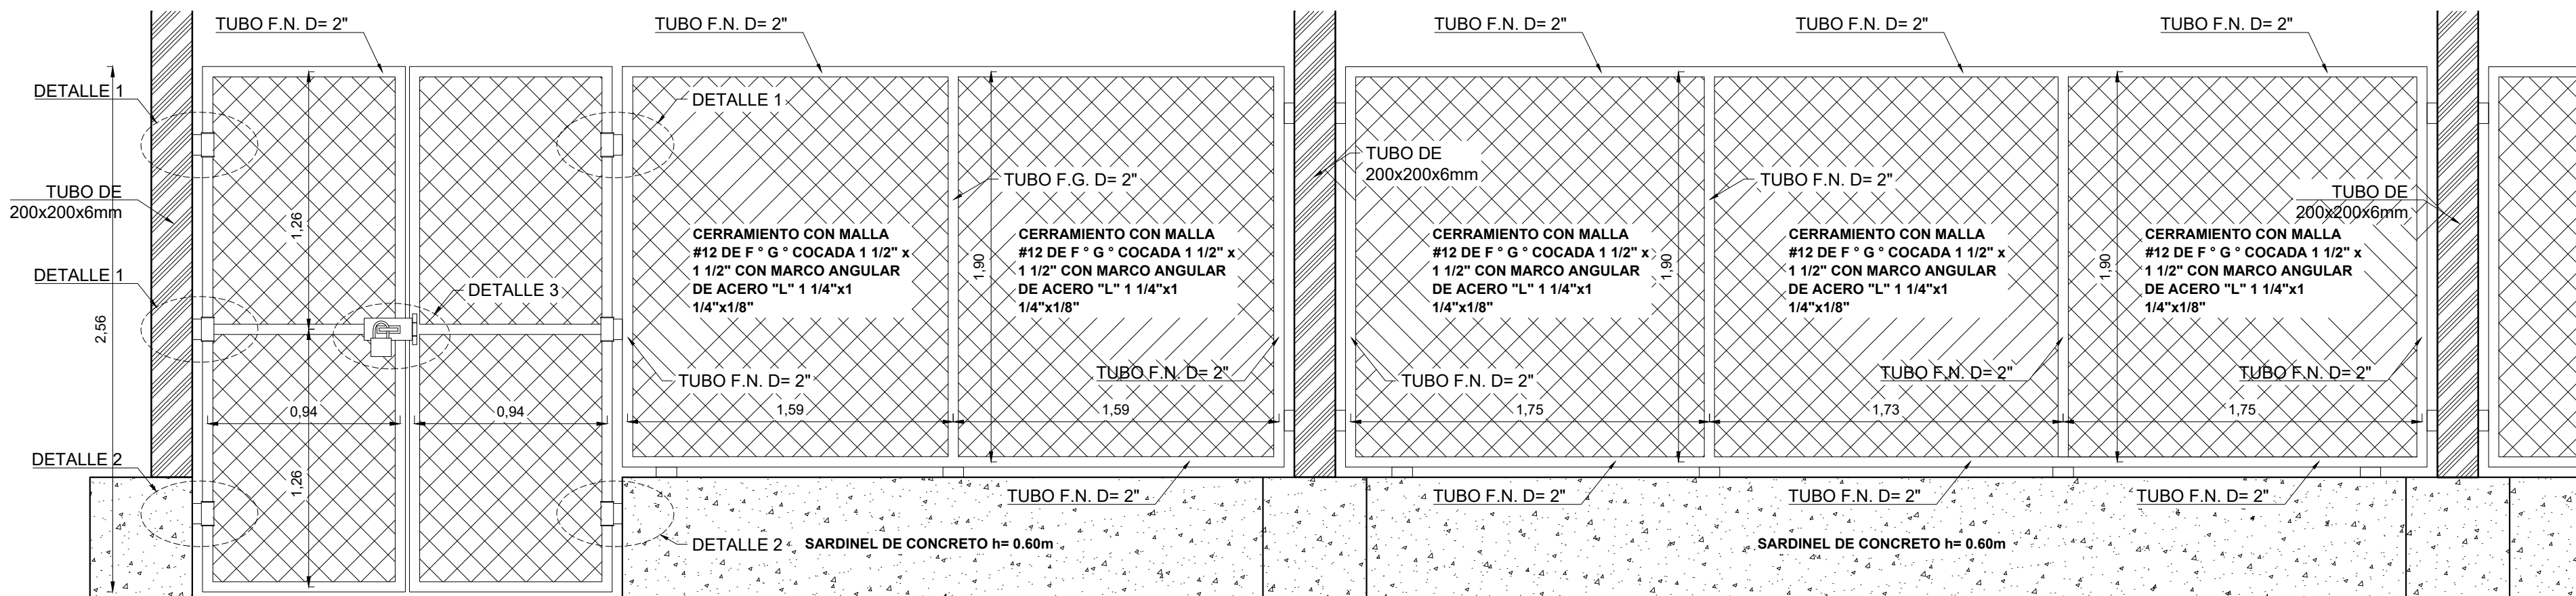 TUBO F.N. D= 2"
TUBO F.N. D= 2"
TUBO F.N. D= 2"
TUBO F.N. D= 2"
TUBO F.N. D= 2"
DETALLE 1
DETALLE 1
TUBO DE
200x200x6mm
TUBO F.G. D= 2"
TUBO F.N. D= 2"
TUBO DE
200x200x6mm
TUBO DE
200x200x6mm
1,26
CERRAMIENTO CON MALLA
#12 DE F ° G ° COCADA 1 1/2" x
1 1/2" CON MARCO ANGULAR
DE ACERO "L" 1 1/4"x1
1/4"x1/8"
1,90
CERRAMIENTO CON MALLA
#12 DE F ° G ° COCADA 1 1/2" x
1 1/2" CON MARCO ANGULAR
DE ACERO "L" 1 1/4"x1
1/4"x1/8"
CERRAMIENTO CON MALLA
#12 DE F ° G ° COCADA 1 1/2" x
1 1/2" CON MARCO ANGULAR
DE ACERO "L" 1 1/4"x1
1/4"x1/8"
1,90
CERRAMIENTO CON MALLA
#12 DE F ° G ° COCADA 1 1/2" x
1 1/2" CON MARCO ANGULAR
DE ACERO "L" 1 1/4"x1
1/4"x1/8"
1,90
CERRAMIENTO CON MALLA
#12 DE F ° G ° COCADA 1 1/2" x
1 1/2" CON MARCO ANGULAR
DE ACERO "L" 1 1/4"x1
1/4"x1/8"
DETALLE 1
DETALLE 3
2,56
TUBO F.N. D= 2"
TUBO F.N. D= 2"
TUBO F.N. D= 2"
TUBO F.N. D= 2"
TUBO F.N. D= 2"
0,94
0,94
1,59
1,59
1,75
1,73
1,75
DETALLE 2
1,26
TUBO F.N. D= 2"
TUBO F.N. D= 2"
TUBO F.N. D= 2"
TUBO F.N. D= 2"
DETALLE 2
SARDINEL DE CONCRETO h= 0.60m
SARDINEL DE CONCRETO h= 0.60m